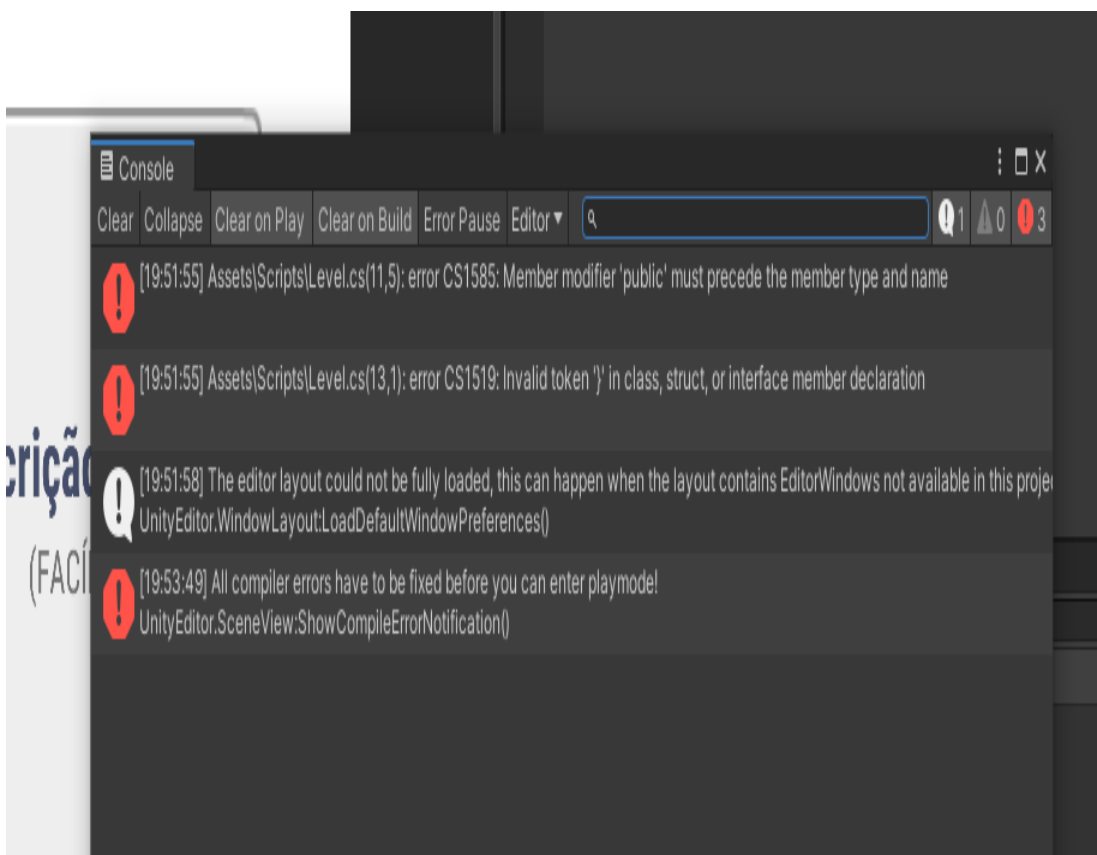 Console
Clear Collapse Clear on Play Clear on Build Error Pause Editor 1 0 3
[19:51:55] Assets\Scripts\Level.cs(11,5): error CS1585: Member modifier 'public' must precede the member type and name
[19:51:55] Assets\Scripts\Level.cs(13,1): error CS1519: Invalid token '}' in class, struct, or interface member declaration
[19:51:58] The editor layout could not be fully loaded, this can happen when the layout contains EditorWindows not available in this proje
UnityEditor.WindowLayout:LoadDefaultWindowPreferences()
crição
(FACÍ
[19:53:49] All compiler errors have to be fixed before you can enter playmode!
UnityEditor.SceneView:ShowCompileErrorNotification()